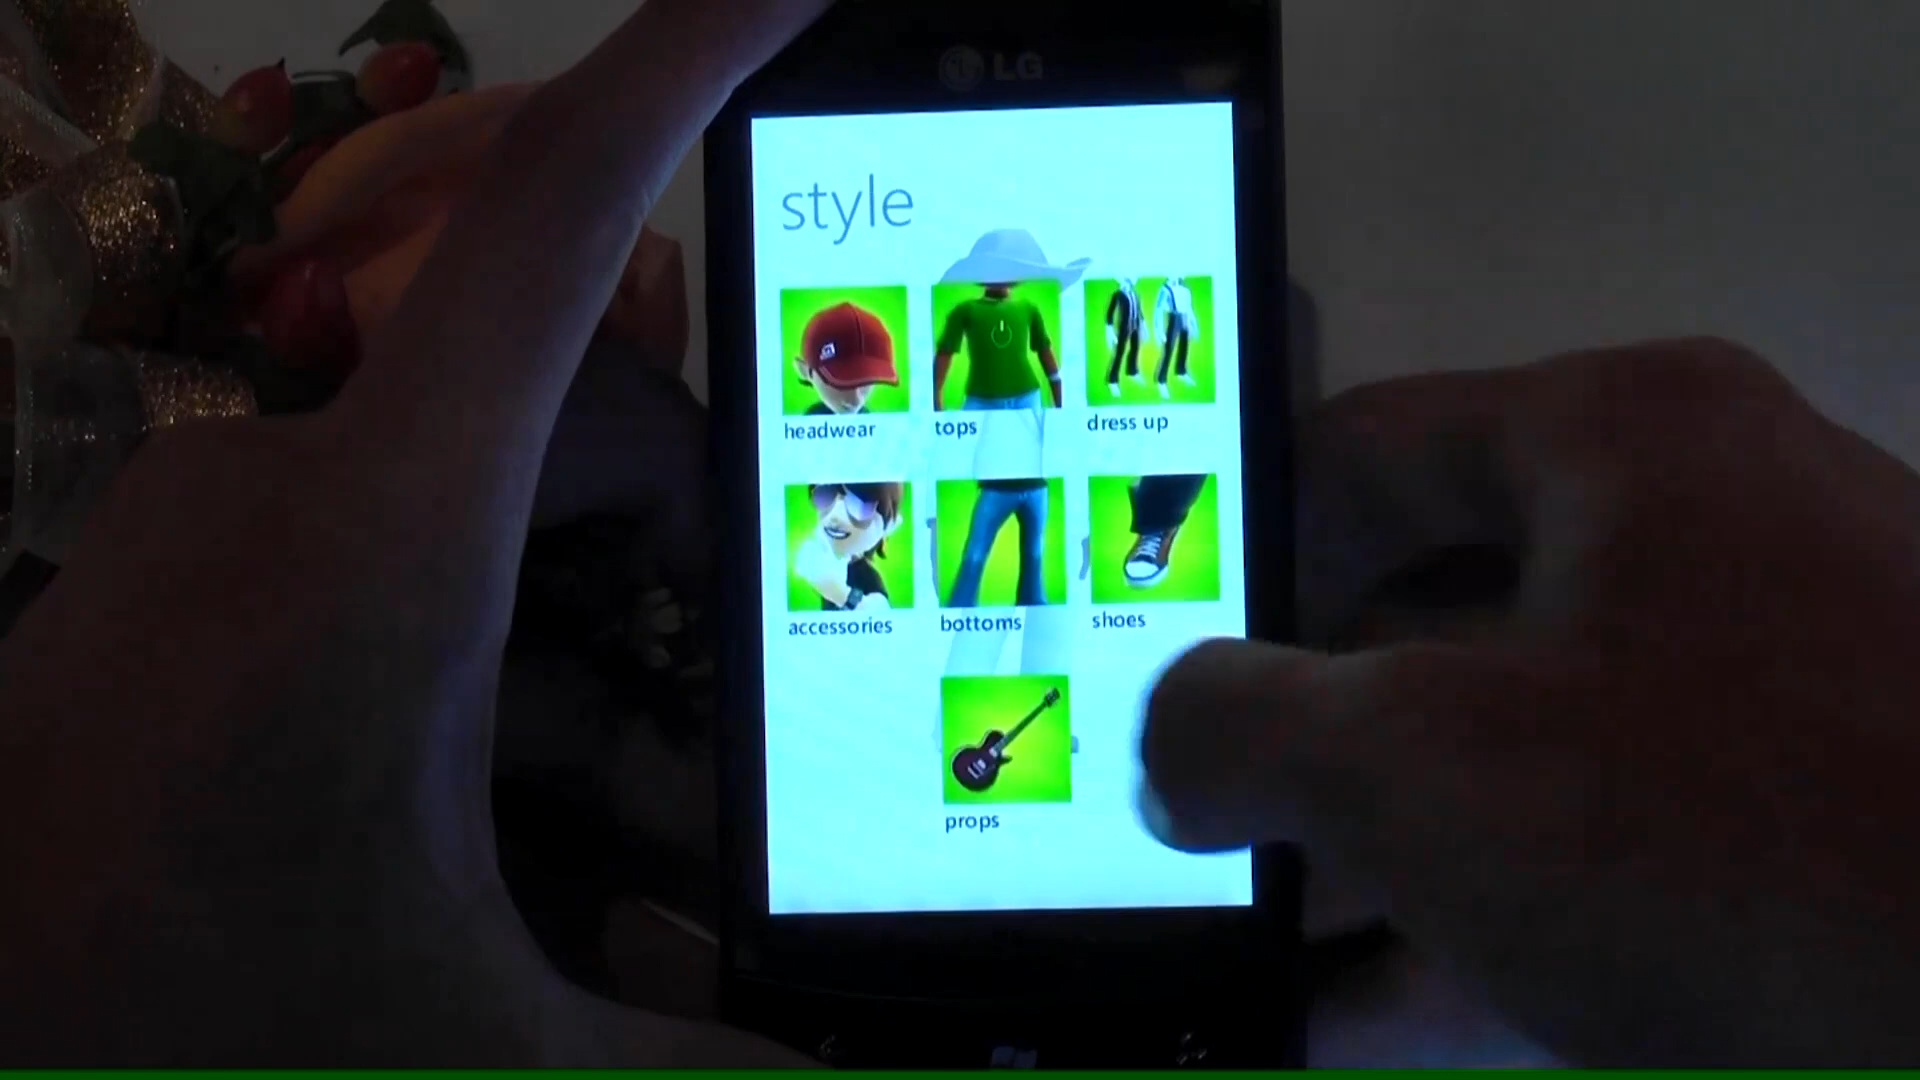 LG
style
headwear
tops
dress up
accessories
bottoms
shoes
props